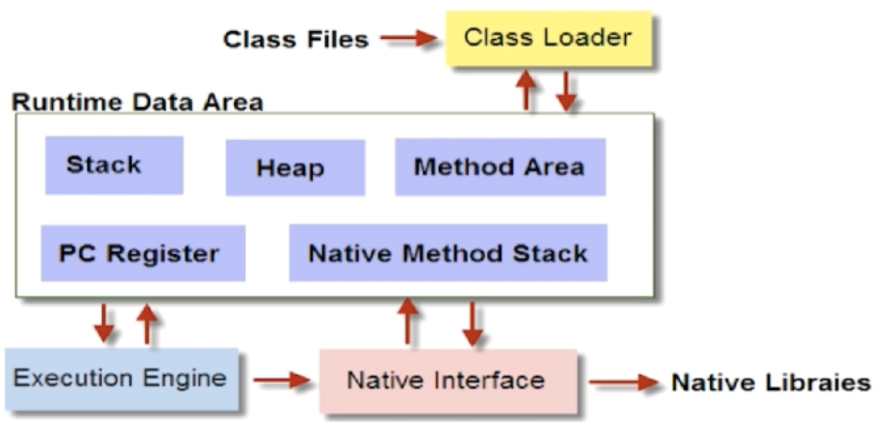 Class Files
Class Loader
Runtime Data Area
Stack
Heap
Method Area
PC Register
Native Method Stack
Execution Engine
Native Interface
Native Libraies